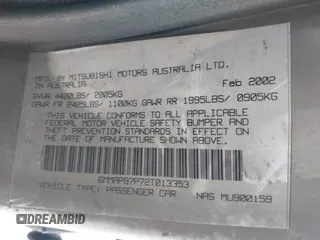 MFD. BY MITSUBISHI MOTORS AUSTRALIA LTD.
IN AUSTRALIA. Feb 2002
GVWR 4420LBS/ 2005KG
GAWR FR 2425LBS/ 1100KG GAWR RR 1995LBS/ 0905KG
THIS VEHICLE CONFORMS TO ALL APPLICABLE
FEDERAL MOTOR VEHICLE SAFETY BUMPER AND
THEFT PREVENTION STANDARDS IN EFFECT ON THE
DATE OF MANUFACTURE SHOWN ABOVE.
6MMAP87P72T013353
VEHICLE TYPE: PASSENGER CAR NAS MU900159
DREAMBID